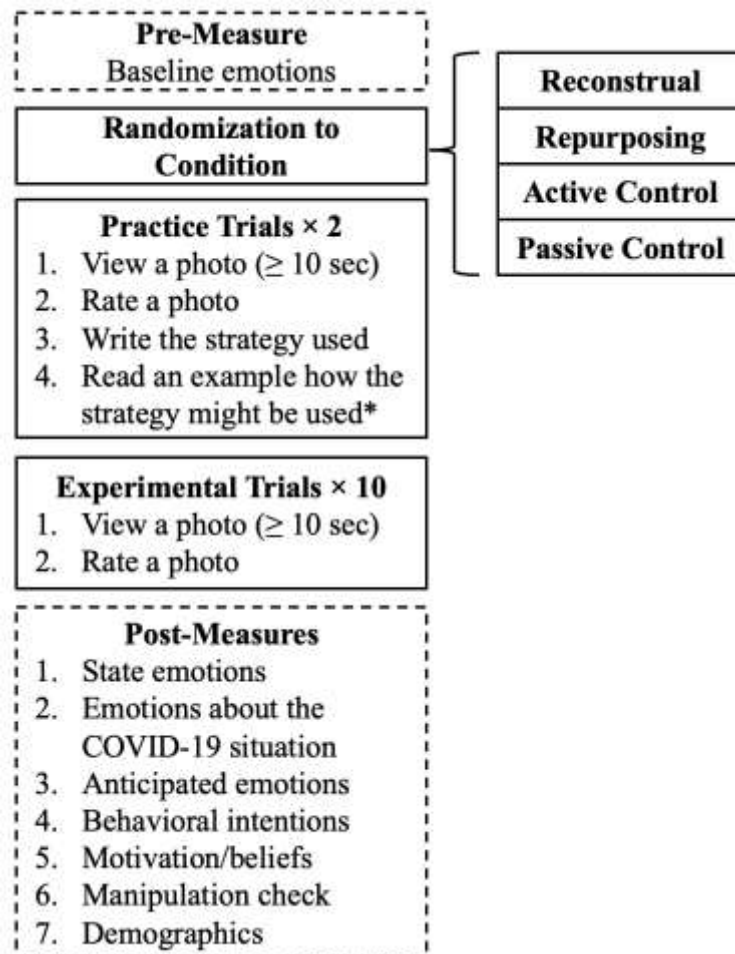 Pre-Measure
Baseline emotions
Randomization to
Condition
Reconstrual
Repurposing
Active Control
Passive Control
Practice Trials × 2
1. View a photo (≥ 10 sec)
2. Rate a photo
3. Write the strategy used
4. Read an example how the
strategy might be used*
Experimental Trials × 10
1. View a photo (≥ 10 sec)
2. Rate a photo
Post-Measures
1. State emotions
2. Emotions about the
COVID-19 situation
3. Anticipated emotions
4. Behavioral intentions
5. Motivation/beliefs
6. Manipulation check
7. Demographics